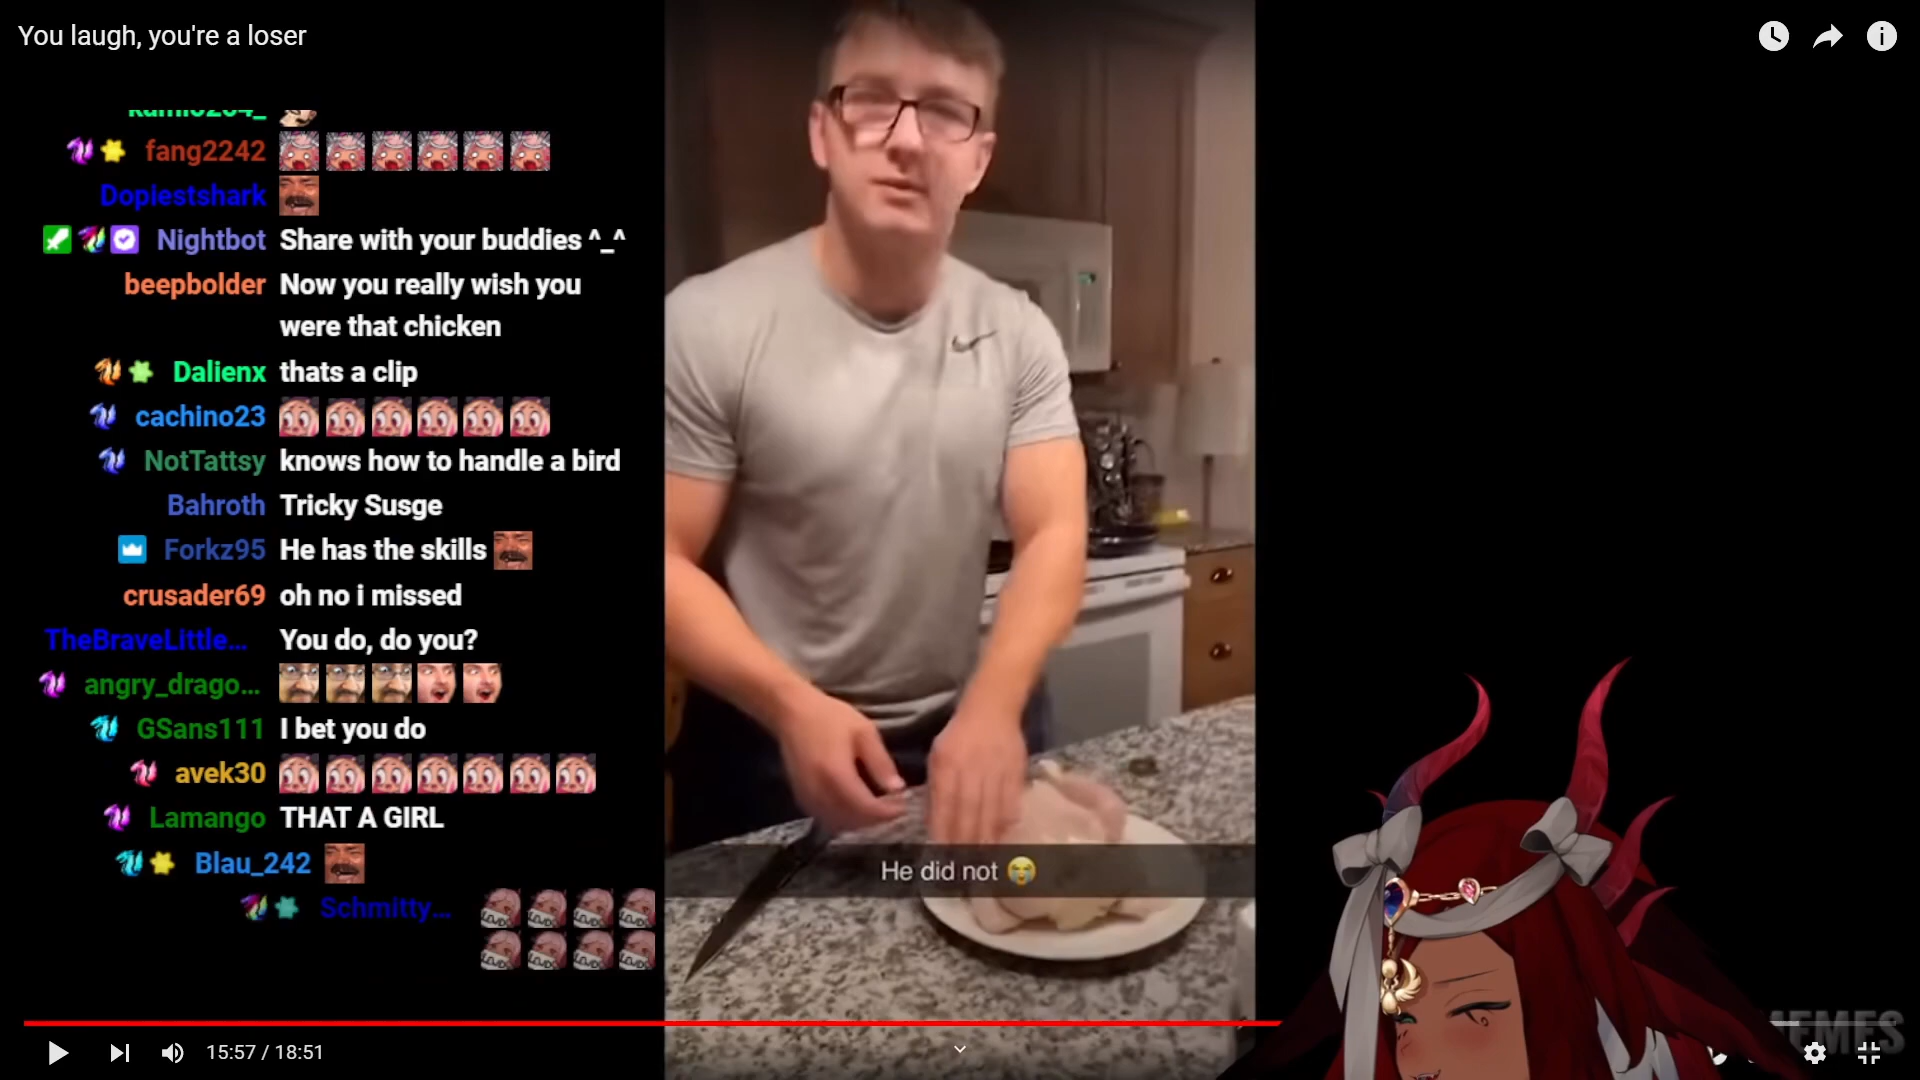 You laugh, you're a loser
fang2242
Dopiestshark
Nightbot Share with your buddies ^_^
beepbolder Now you really wish you
were that chicken
Dalienx thats a clip
cachino23
NotTattsy knows how to handle a bird
Bahroth Tricky Susge
Forkz95 He has the skills
crusader69 oh no i missed
TheBraveLittle... You do, do you?
angry_drago...
GSans111 I bet you do
avek30
Lamango THAT A GIRL
Blau_242
Schmitty...
He did not 😭
MEMES
15:57 / 18:51